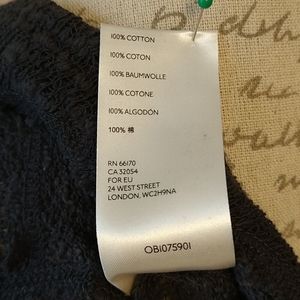 100% COTTON
100% COTON
100% BAUMWOLLE
100% COTONE
100% ALGODÓN
100% 棉
RN 66170
CA 32054
FOR EU
24 WEST STREET
LONDON, WC2H9NA
OBI075901